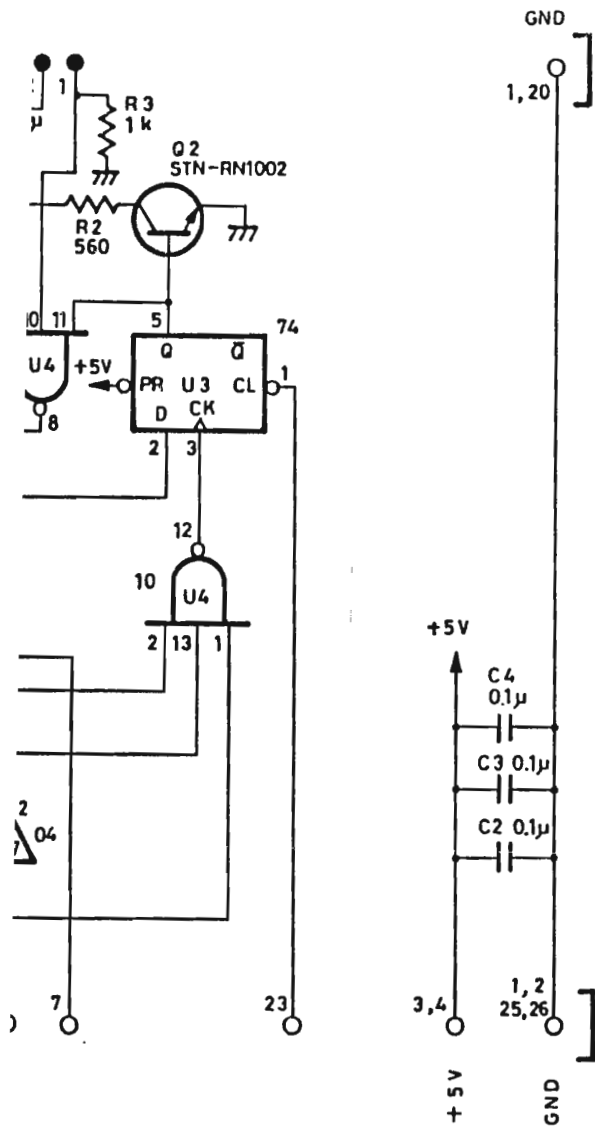 GND
1
R3
1k
1,20
μ
Q2
STN-RN1002
R2
560
11
5
74
Q
Q̅
U4
+5V
PR
U3
CL
1
D
CK
8
2
3
12
10
U4
2
13
1
+5V
C4
0.1μ
C3 0.1μ
2
04
C2 0.1μ
7
23
3,4
1,2
25,26
+5V
GND